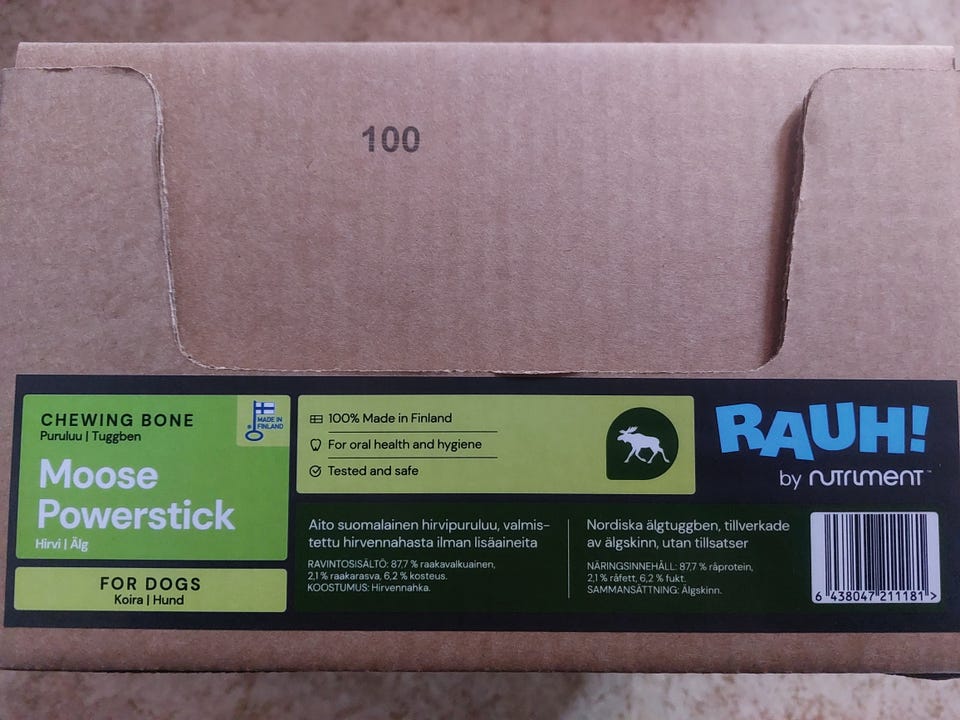 100
CHEWING BONE
Puruluu | Tuggben
MADE IN
FINLAND
Moose
Powerstick
Hirvi | Älg
FOR DOGS
Koira | Hund
100% Made in Finland
For oral health and hygiene
Tested and safe
Aito suomalainen hirvipuruluu, valmis-
tettu hirvennahasta ilman lisäaineita
RAVINTOSISÄLTÖ: 87,7 % raakavalkuainen,
2,1 % raakarasva, 6,2 % kosteus.
KOOSTUMUS: Hirvennahka.
Nordiska älgtuggben, tillverkade
av älgskinn, utan tillsatser
NÄRINGSINNEHÅLL: 87,7 % råprotein,
2,1 % råfett, 6,2 % fukt.
SAMMANSÄTTNING: Älgskinn.
RAUH!
by nutriment™
6 438047 211181 >